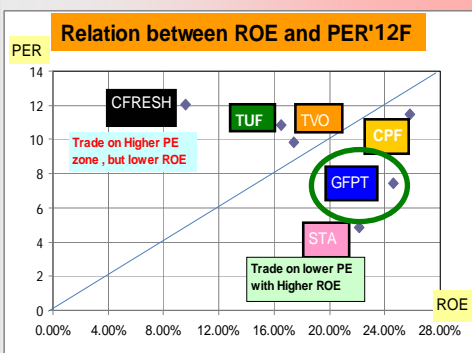 Relation between ROE and PER'12F
PER
14
12
10
8
6
4
2
0
CFRESH
TUF
TVO
CPF
Trade on Higher PE
zone , but lower ROE
GFPT
STA
Trade on lower PE
with Higher ROE
ROE
0.00% 4.00% 8.00% 12.00% 16.00% 20.00% 24.00% 28.00%